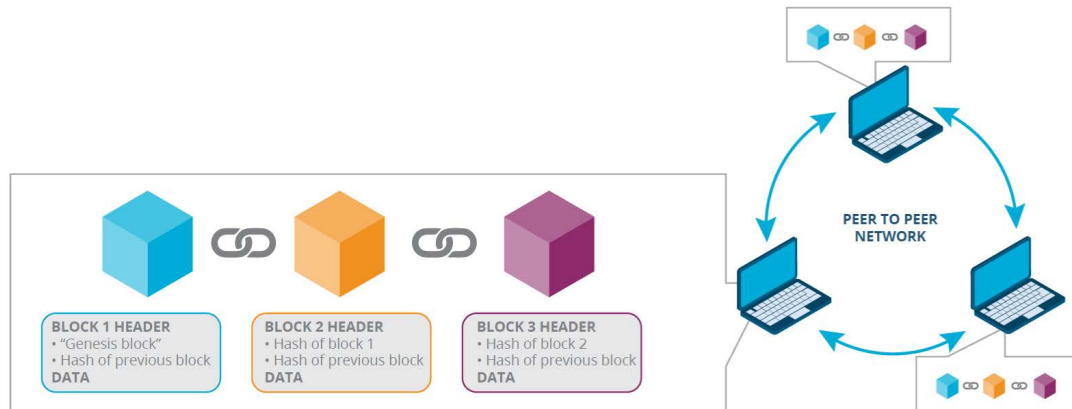 PEER TO PEER
NETWORK
BLOCK 1 HEADER
• “Genesis block”
• Hash of previous block
DATA
BLOCK 2 HEADER
• Hash of block 1
• Hash of previous block
DATA
BLOCK 3 HEADER
• Hash of block 2
• Hash of previous block
DATA